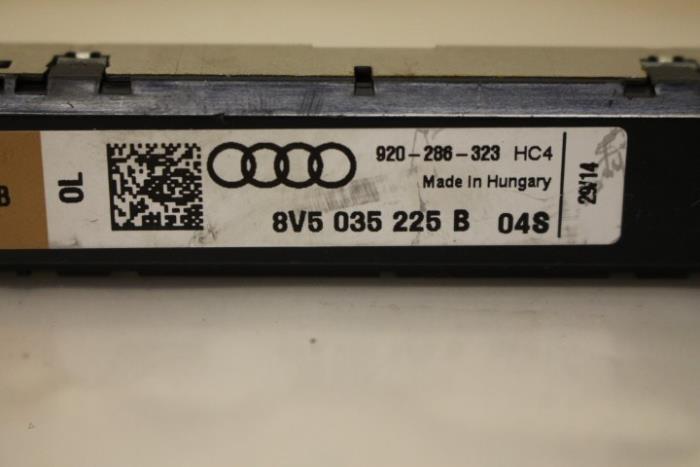 B
OL
920-286-323 HC4
Made in Hungary
8V5 035 225 B 04S
29/14